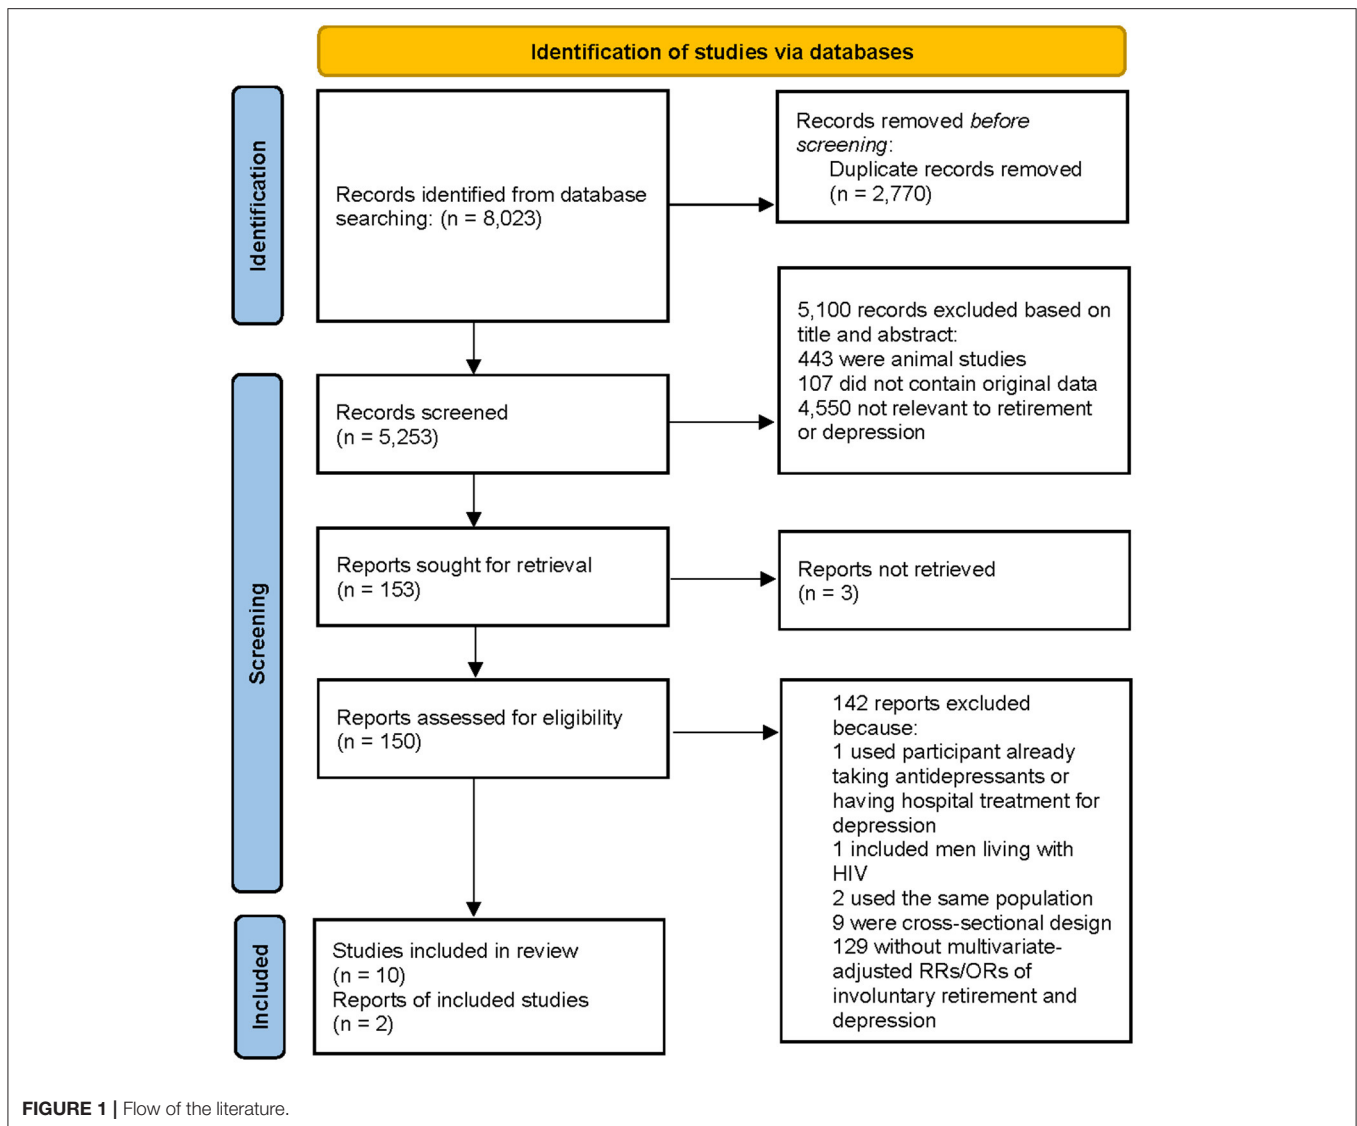 Identification of studies via databases
Identification
Records identified from database
searching: (n = 8,023)
Records removed before
screening:
Duplicate records removed
(n = 2,770)
Screening
Records screened
(n = 5,253)
5,100 records excluded based on
title and abstract:
443 were animal studies
107 did not contain original data
4,550 not relevant to retirement
or depression
Reports sought for retrieval
(n = 153)
Reports not retrieved
(n = 3)
Reports assessed for eligibility
(n = 150)
142 reports excluded
because:
1 used participant already
taking antidepressants or
having hospital treatment for
depression
1 included men living with
HIV
2 used the same population
9 were cross-sectional design
129 without multivariate-
adjusted RRs/ORs of
involuntary retirement and
depression
Included
Studies included in review
(n = 10)
Reports of included studies
(n = 2)
FIGURE 1 | Flow of the literature.